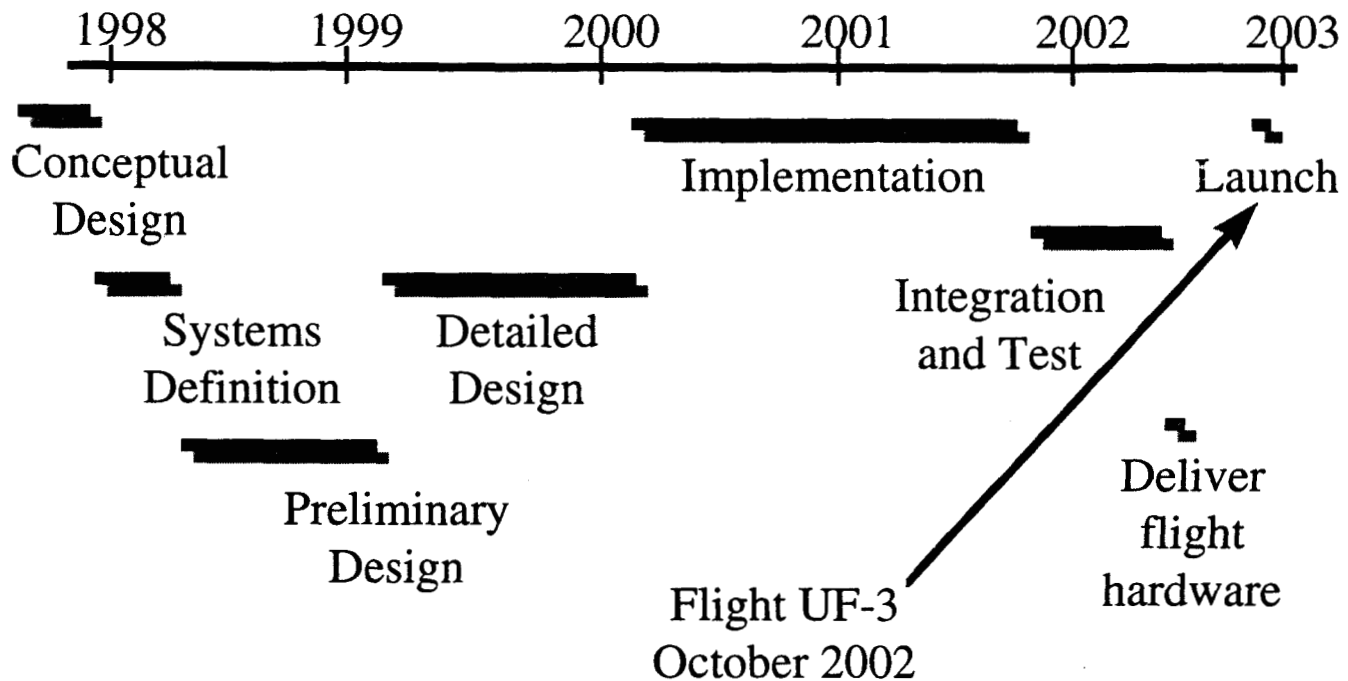 1998 1999 2000 2001 2002 2003
Conceptual
Design
Implementation
Launch
Systems
Definition
Detailed
Design
Integration
and Test
Preliminary
Design
Deliver
flight
hardware
Flight UF-3
October 2002